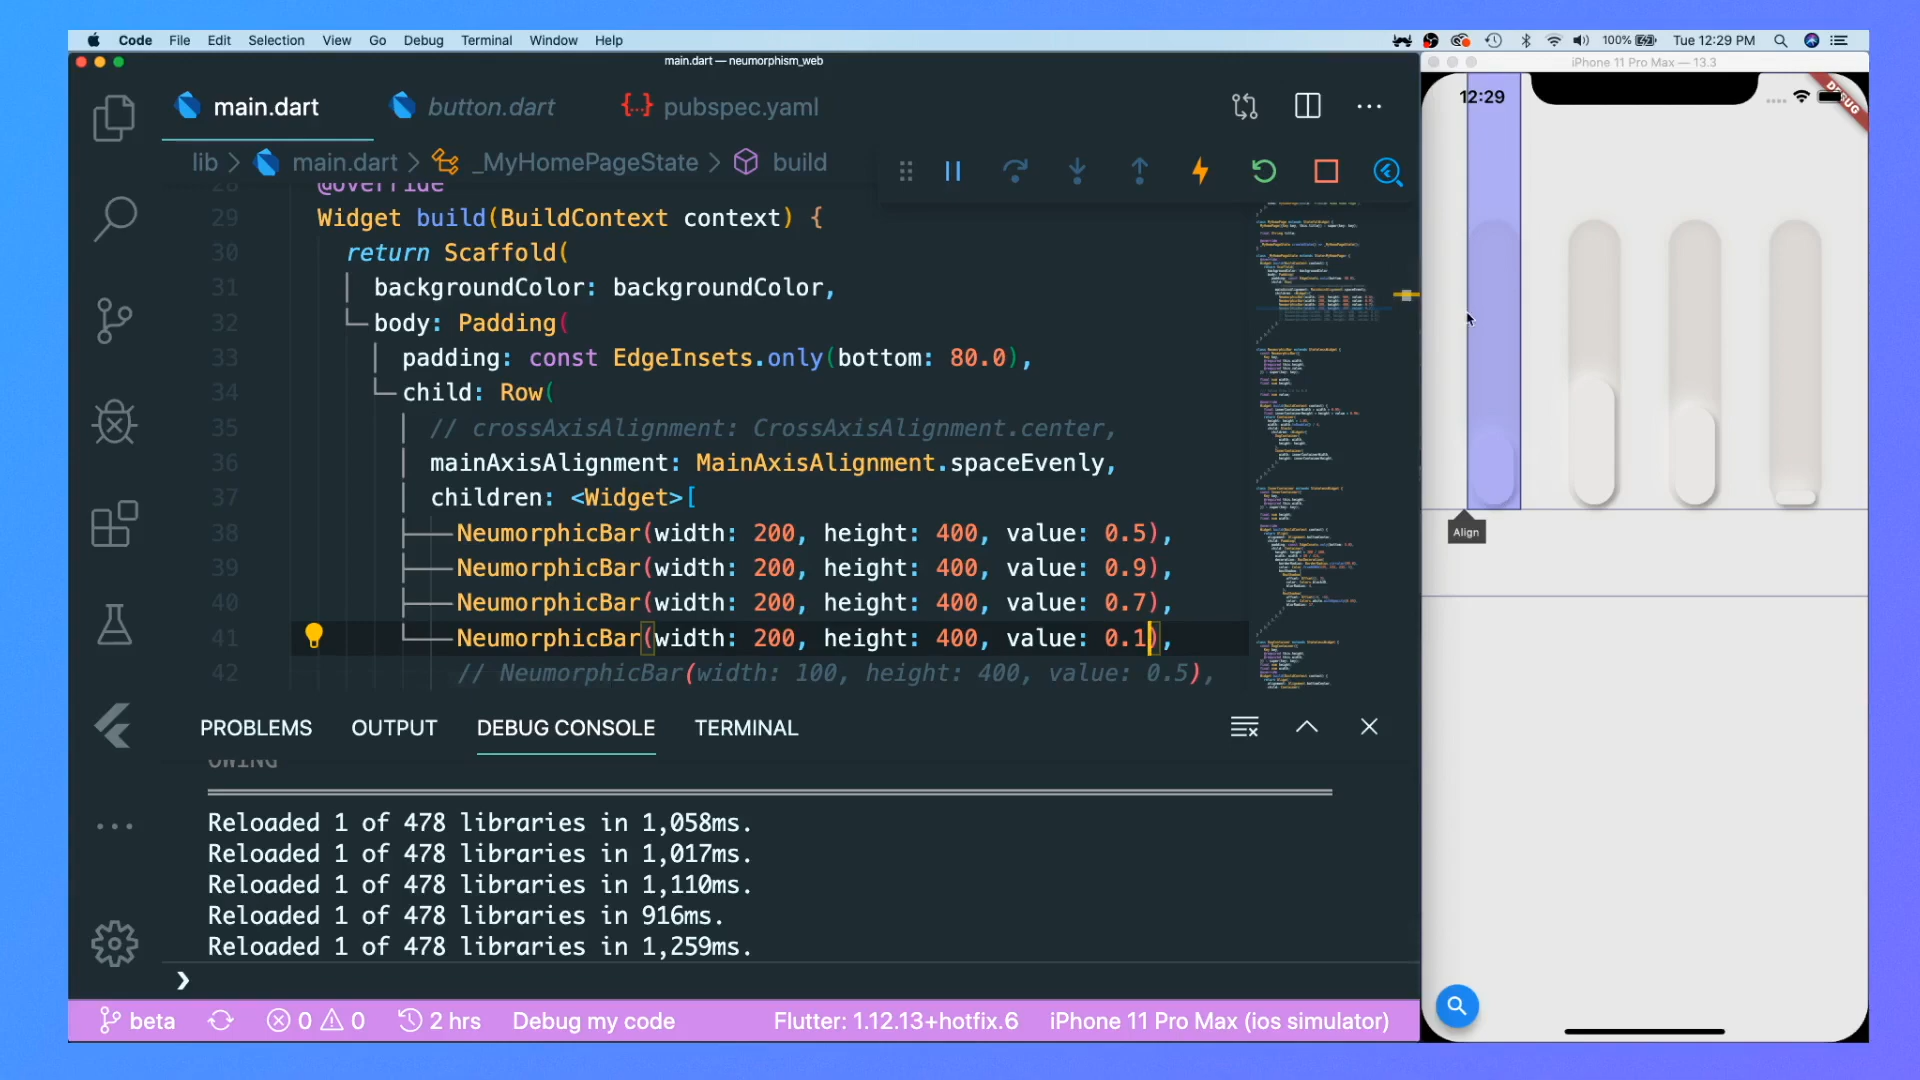 Code File Edit Selection View Go Debug Terminal Window Help
100% Tue 12:29 PM
main.dart — neumorphism_web
iPhone 11 Pro Max — 13.3
main.dart button.dart {...} pubspec.yaml
lib > main.dart > _MyHomePageState > build
@override
29 Widget build(BuildContext context) {
30 return Scaffold(
31 backgroundColor: backgroundColor,
32 body: Padding(
33 padding: const EdgeInsets.only(bottom: 80.0),
34 child: Row(
35 // crossAxisAlignment: CrossAxisAlignment.center,
36 mainAxisAlignment: MainAxisAlignment.spaceEvenly,
37 children: <Widget>[
38 NeumorphicBar(width: 200, height: 400, value: 0.5),
39 NeumorphicBar(width: 200, height: 400, value: 0.9),
40 NeumorphicBar(width: 200, height: 400, value: 0.7),
41 NeumorphicBar(width: 200, height: 400, value: 0.1),
42 // NeumorphicBar(width: 100, height: 400, value: 0.5),
PROBLEMS OUTPUT DEBUG CONSOLE TERMINAL
Reloaded 1 of 478 libraries in 1,058ms.
Reloaded 1 of 478 libraries in 1,017ms.
Reloaded 1 of 478 libraries in 1,110ms.
Reloaded 1 of 478 libraries in 916ms.
Reloaded 1 of 478 libraries in 1,259ms.
❯
beta 0 0 2 hrs Debug my code Flutter: 1.12.13+hotfix.6 iPhone 11 Pro Max (ios simulator)
12:29
DEBUG
Align